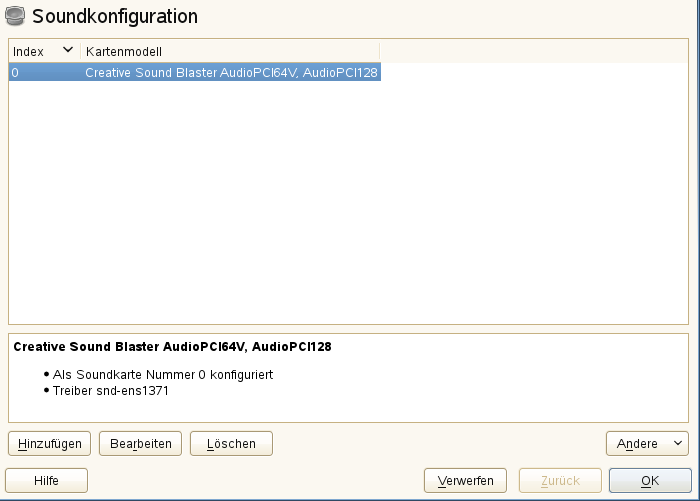 Soundkonfiguration
Index Kartenmodell
0 Creative Sound Blaster AudioPCI64V, AudioPCI128
Creative Sound Blaster AudioPCI64V, AudioPCI128
• Als Soundkarte Nummer 0 konfiguriert
• Treiber snd-ens1371
Hinzufügen Bearbeiten Löschen Andere
Hilfe Verwerfen Zurück OK